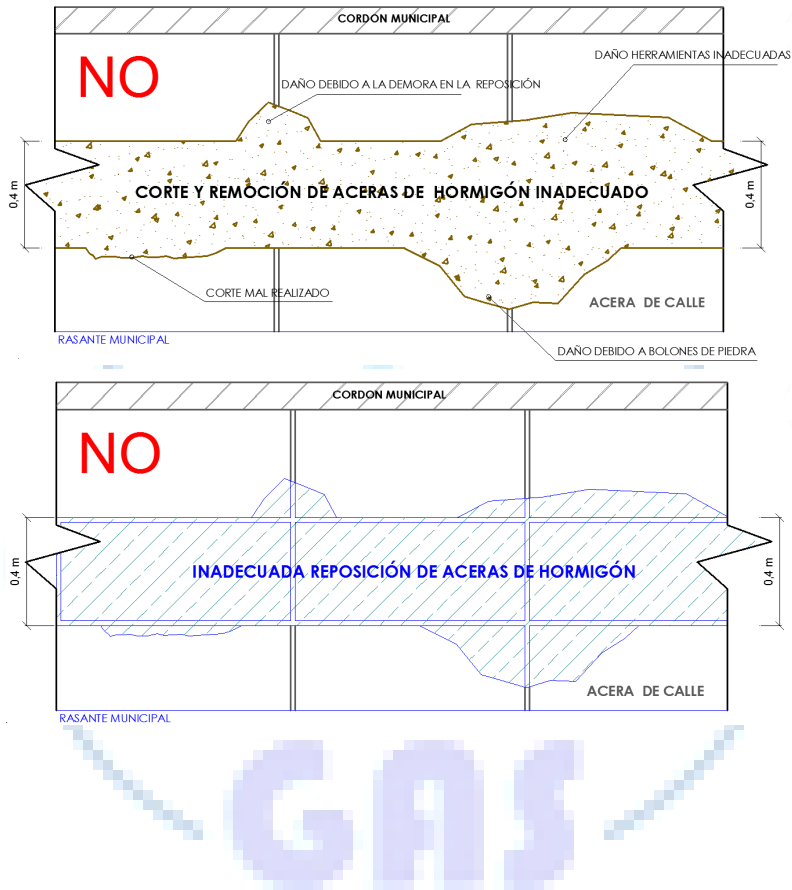 CORDON MUNICIPAL
NO
DAÑO HERRAMIENTAS INADECUADAS
DAÑO DEBIDO A LA DEMORA EN LA REPOSICIÓN
0,4 m
CORTE Y REMOCIÓN DE ACERAS DE HORMIGÓN INADECUADO
0,4 m
CORTE MAL REALIZADO
ACERA DE CALLE
RASANTE MUNICIPAL
DAÑO DEBIDO A BOLONES DE PIEDRA
CORDON MUNICIPAL
NO
0,4 m
INADECUADA REPOSICIÓN DE ACERAS DE HORMIGÓN
0,4 m
ACERA DE CALLE
RASANTE MUNICIPAL
GAS